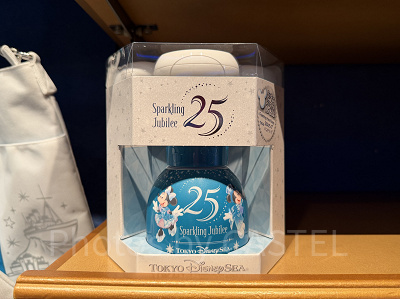 Sparkling
Jubilee
25
25
Sparkling Jubilee
TOKYO DisneySEA
TOKYO DisneySEA